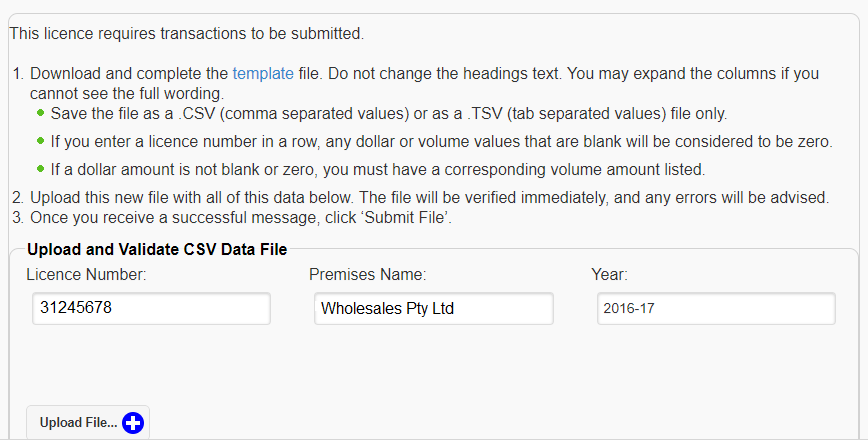 This licence requires transactions to be submitted.
1. Download and complete the template file. Do not change the headings text. You may expand the columns if you
cannot see the full wording.
Save the file as a .CSV (comma separated values) or as a .TSV (tab separated values) file only.
If you enter a licence number in a row, any dollar or volume values that are blank will be considered to be zero.
If a dollar amount is not blank or zero, you must have a corresponding volume amount listed.
2. Upload this new file with all of this data below. The file will be verified immediately, and any errors will be advised.
3. Once you receive a successful message, click ‘Submit File’.
Upload and Validate CSV Data File
Licence Number: Premises Name: Year:
31245678 Wholesales Pty Ltd 2016-17
Upload File...